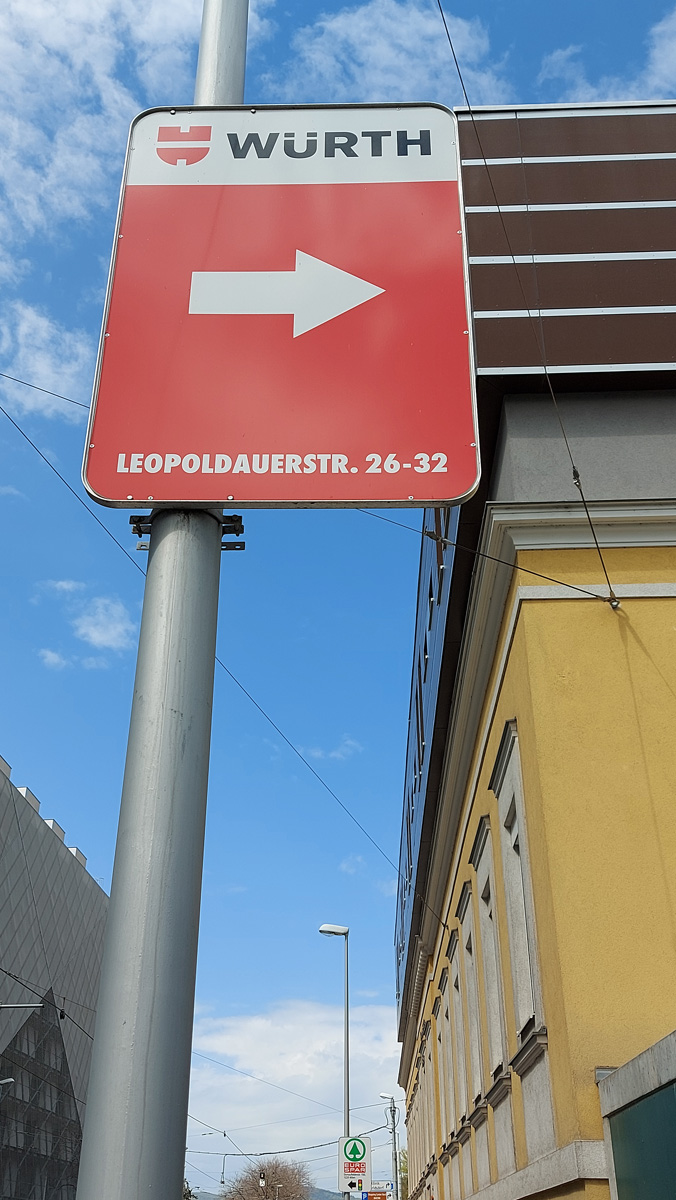 WÜRTH
LEOPOLDAUERSTR. 26-32
EURO
SPAR